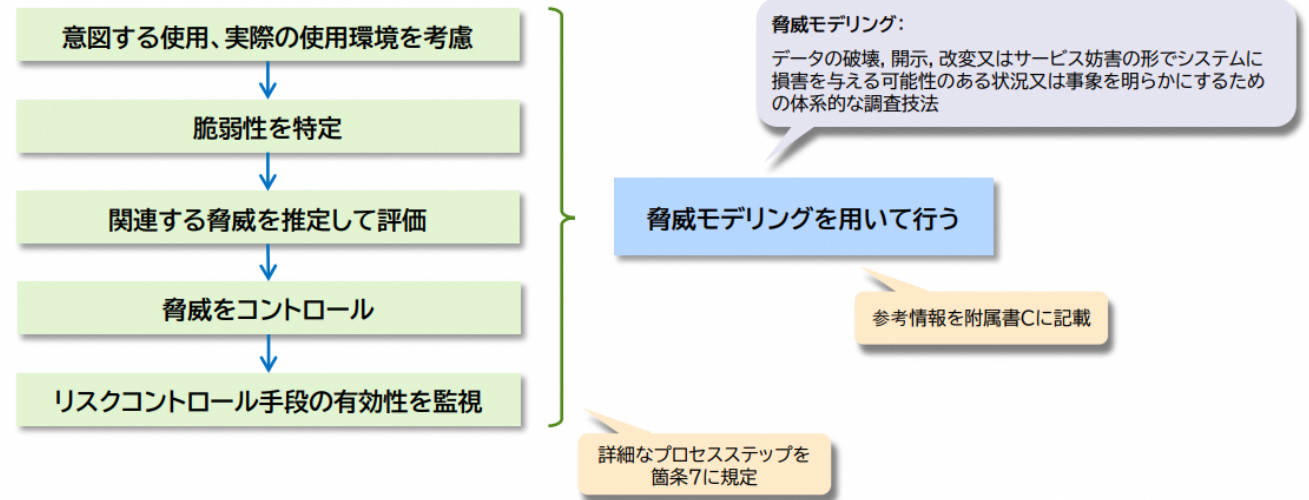 意図する使用、実際の使用環境を考慮
脆弱性を特定
関連する脅威を推定して評価
脅威をコントロール
リスクコントロール手段の有効性を監視
脅威モデリング：
データの破壊, 開示, 改変又はサービス妨害の形でシステムに
損害を与える可能性のある状況又は事象を明らかにするため
の体系的な調査技法
脅威モデリングを用いて行う
参考情報を附属書Cに記載
詳細なプロセスステップを
箇条7に規定